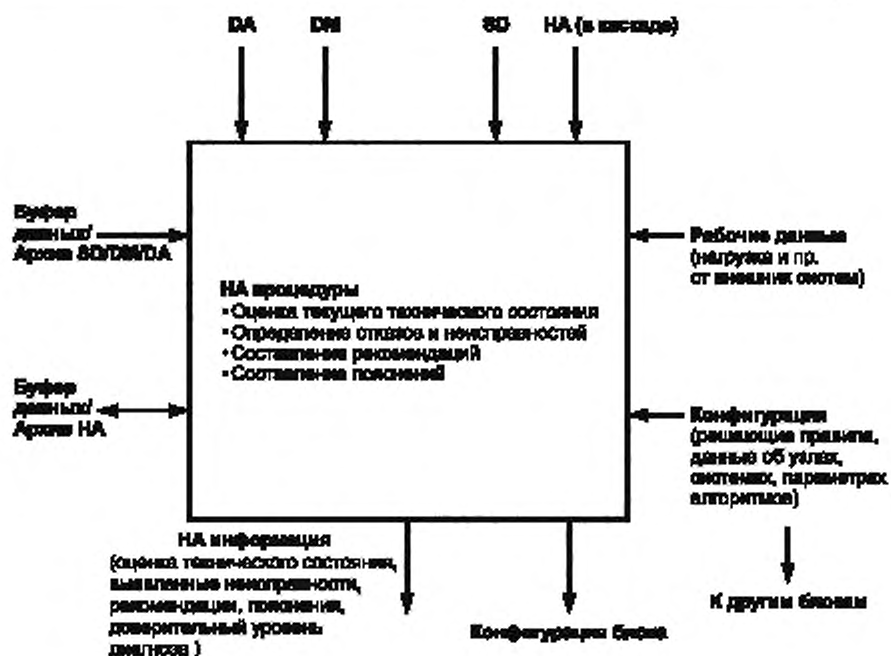 DA
DM
SD
HA (в каскаде)
Буфер
данных/
Архив SD/DM/DA
Рабочие данные
(нагрузка и пр.
от внешних систем)
НА процедуры
• Оценка текущего технического состояния
• Определение отказов и неисправностей
• Составление рекомендаций
• Составление пояснений
Буфер
данных/
Архив НА
Конфигурация
(решающие правила,
данные об узлах,
системах, параметрах
алгоритмов)
НА информация
(оценка технического состояния,
выявленные неисправности,
рекомендации, пояснения,
доверительный уровень
диагноза )
Конфигурация блока
К другим блокам